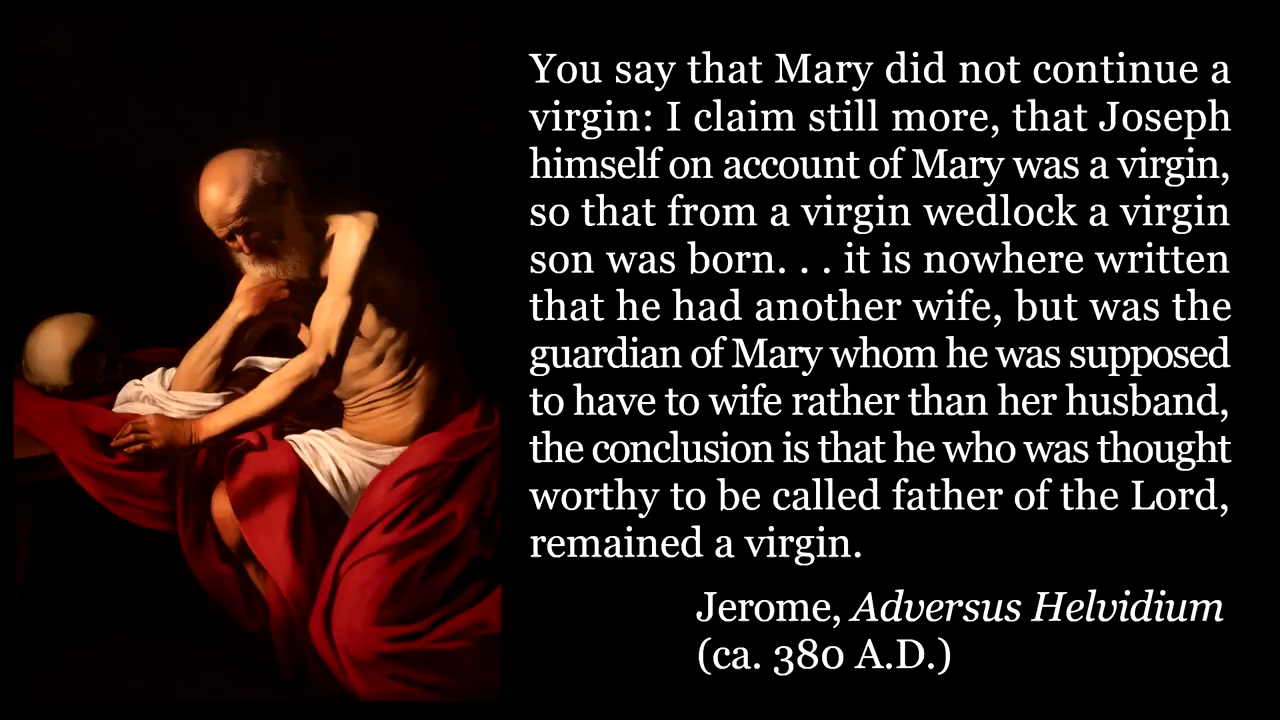 You say that Mary did not continue a
virgin: I claim still more, that Joseph
himself on account of Mary was a virgin,
so that from a virgin wedlock a virgin
son was born. . . it is nowhere written
that he had another wife, but was the
guardian of Mary whom he was supposed
to have to wife rather than her husband,
the conclusion is that he who was thought
worthy to be called father of the Lord,
remained a virgin.
Jerome, Adversus Helvidium
(ca. 380 A.D.)